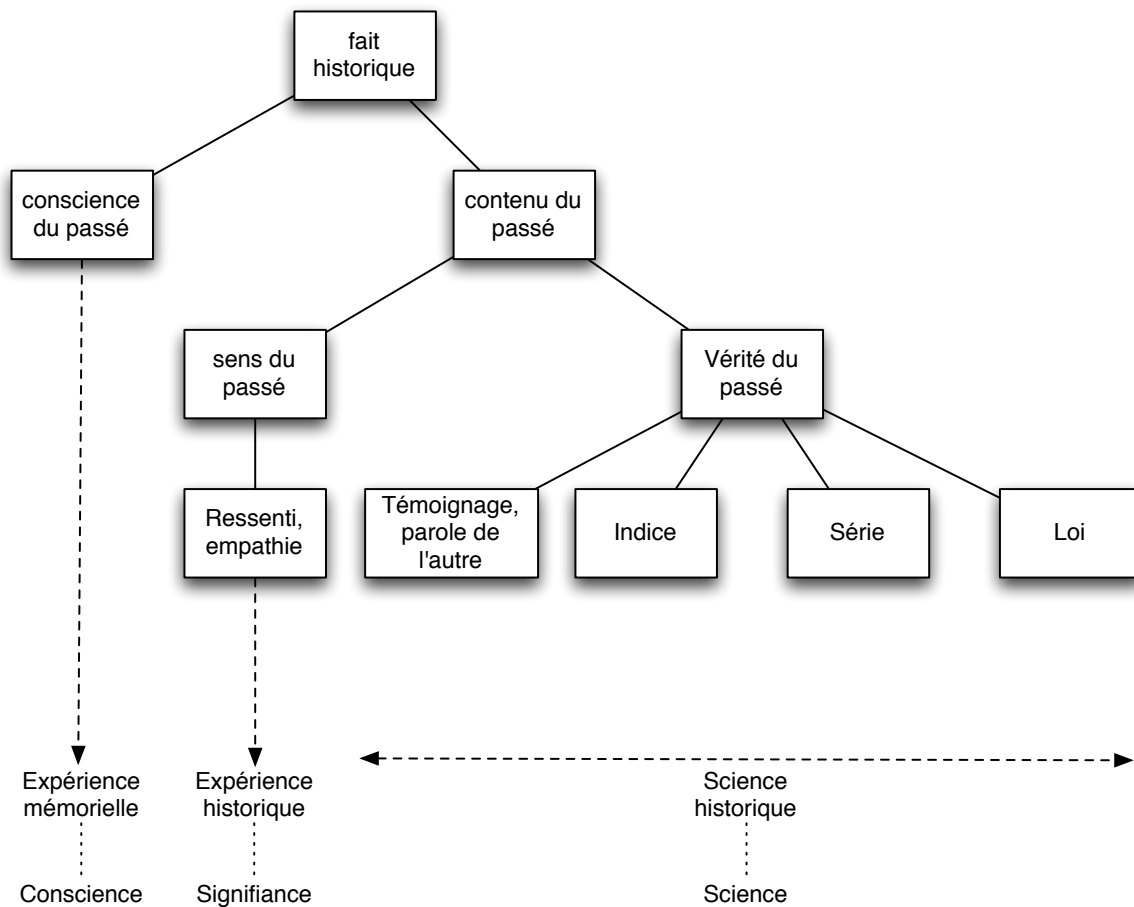 fait
historique
conscience
du passé
contenu du
passé
sens du
passé
Vérité du
passé
Ressenti,
empathie
Témoignage,
parole de
l'autre
Indice
Série
Loi
Expérience
mémorielle
Expérience
historique
Science
historique
Conscience
Signifiance
Science